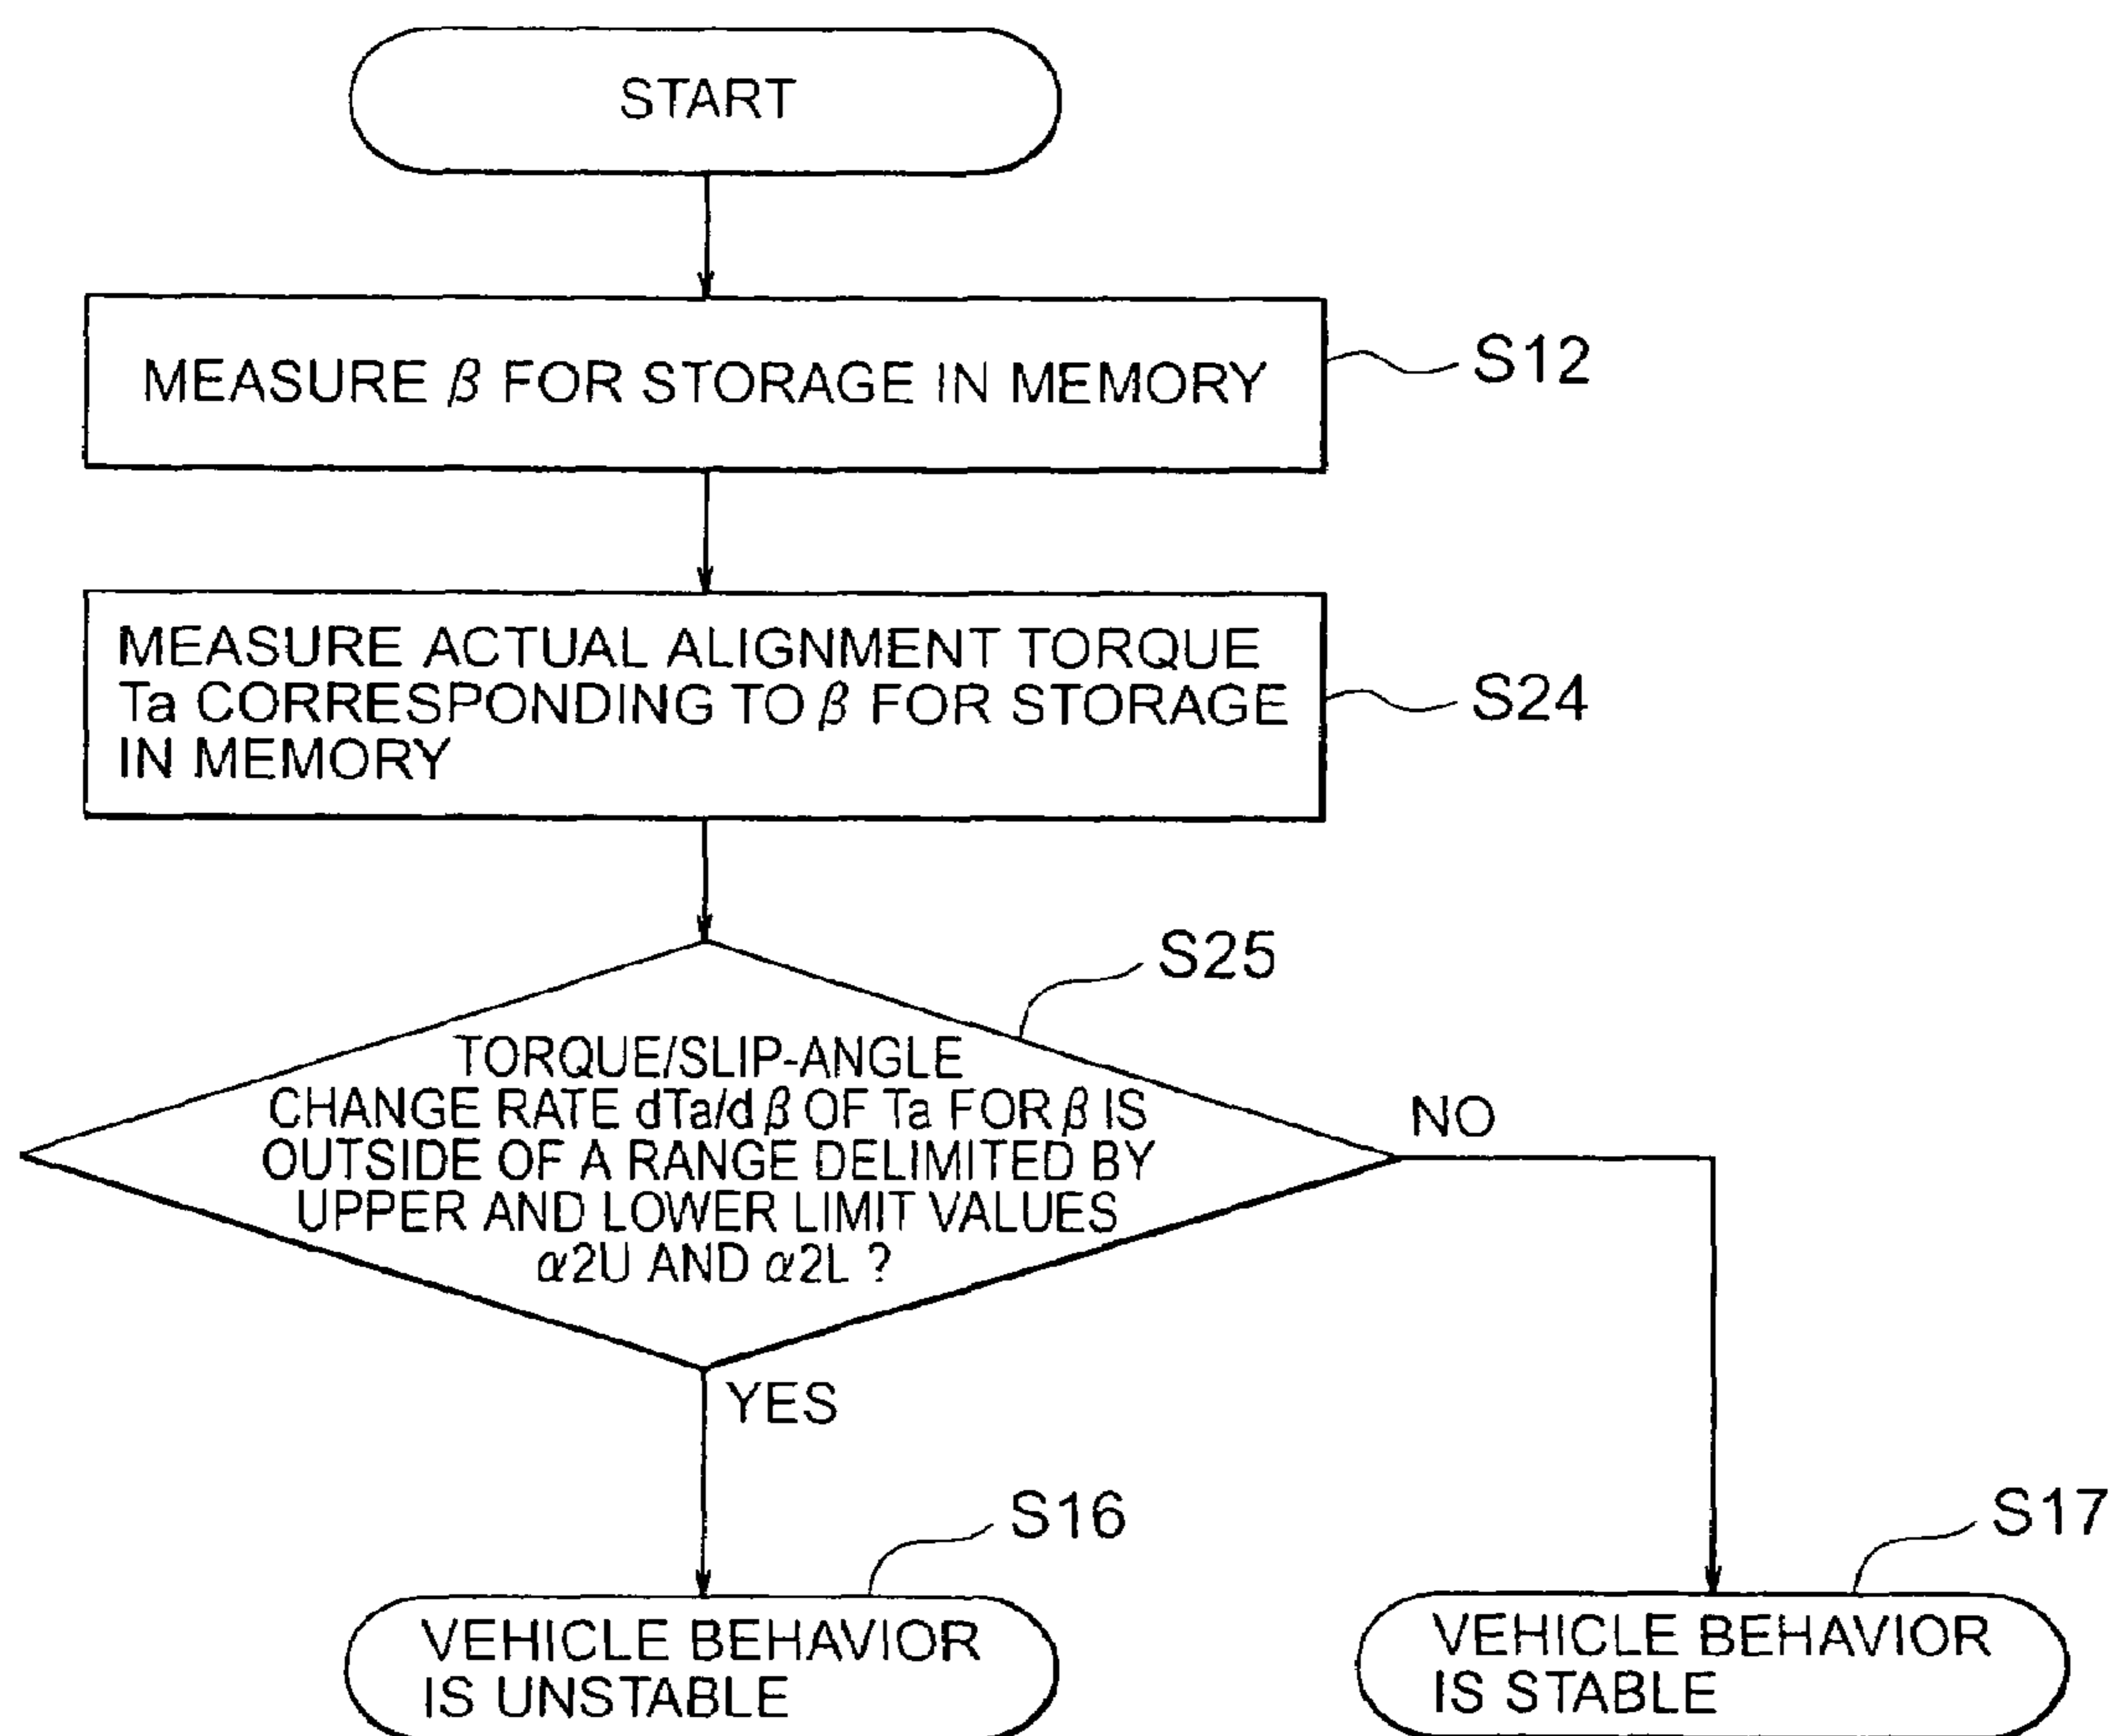 START
MEASURE β FOR STORAGE IN MEMORY
S12
MEASURE ACTUAL ALIGNMENT TORQUE
Ta CORRESPONDING TO β FOR STORAGE
IN MEMORY
S24
S25
TORQUE/SLIP-ANGLE
CHANGE RATE dTa/dβ OF Ta FOR β IS
OUTSIDE OF A RANGE DELIMITED BY
UPPER AND LOWER LIMIT VALUES
α2U AND α2L ?
NO
YES
S16
VEHICLE BEHAVIOR
IS UNSTABLE
S17
VEHICLE BEHAVIOR
IS STABLE